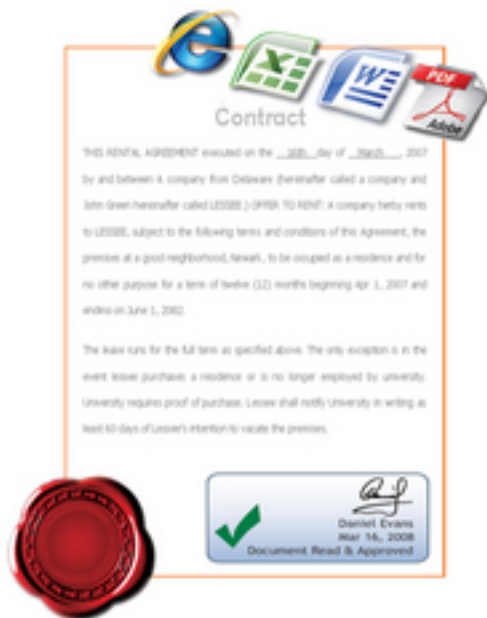 PDF
Adobe
Contract
THIS RENTAL AGREEMENT executed on the 16th day of March, 2007
by and between A company from Delaware (hereinafter called a company and
John Green hereinafter called LESSEE.) OFFER TO RENT: A company herby rents
to LESSEE, subject to the following terms and conditions of this Agreement, the
premises at a good neighborhood, Newark, to be occupied as a residence and for
no other purpose for a term of twelve (12) months beginning Apr 1, 2007 and
ending on June 1, 2002.
The lease runs for the full term as specified above. The only exception is in the
event lessee purchases a residence or is no longer employed by university.
University requires proof of purchase. Lessee shall notify University in writing as
least 60 days of Lessee's intention to vacate the premises.
Daniel Evans
Mar 16, 2008
Document Read & Approved